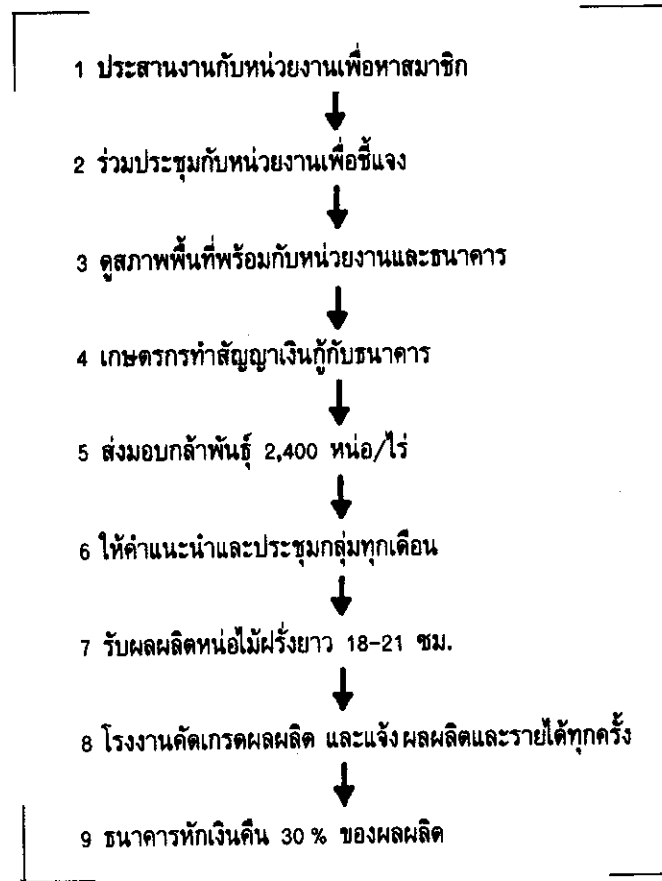 1 ประสานงานกับหน่วยงานเพื่อหาสมาชิก
2 ร่วมประชุมกับหน่วยงานเพื่อชี้แจง
3 ดูสภาพพื้นที่พร้อมกับหน่วยงานและธนาคาร
4 เกษตรกรทำสัญญาเงินกู้กับธนาคาร
5 ส่งมอบกล้าพันธุ์ 2,400 หน่อ/ไร่
6 ให้คำแนะนำและประชุมกลุ่มทุกเดือน
7 รับผลผลิตหน่อไม้ฝรั่งยาว 18-21 ซม.
8 โรงงานคัดเกรดผลผลิต และแจ้งผลผลิตและรายได้ทุกครั้ง
9 ธนาคารหักเงินคืน 30 % ของผลผลิต